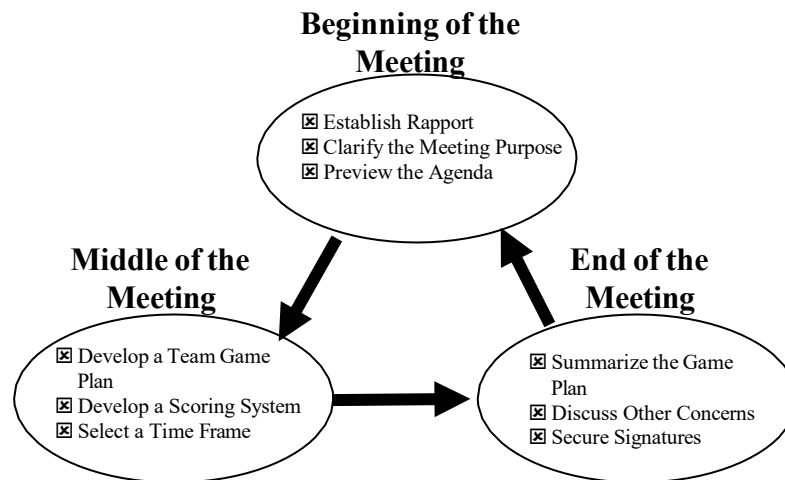 Beginning of the
Meeting
☒ Establish Rapport
☒ Clarify the Meeting Purpose
☒ Preview the Agenda
Middle of the
Meeting
☒ Develop a Team Game
Plan
☒ Develop a Scoring System
☒ Select a Time Frame
End of the
Meeting
☒ Summarize the Game
Plan
☒ Discuss Other Concerns
☒ Secure Signatures